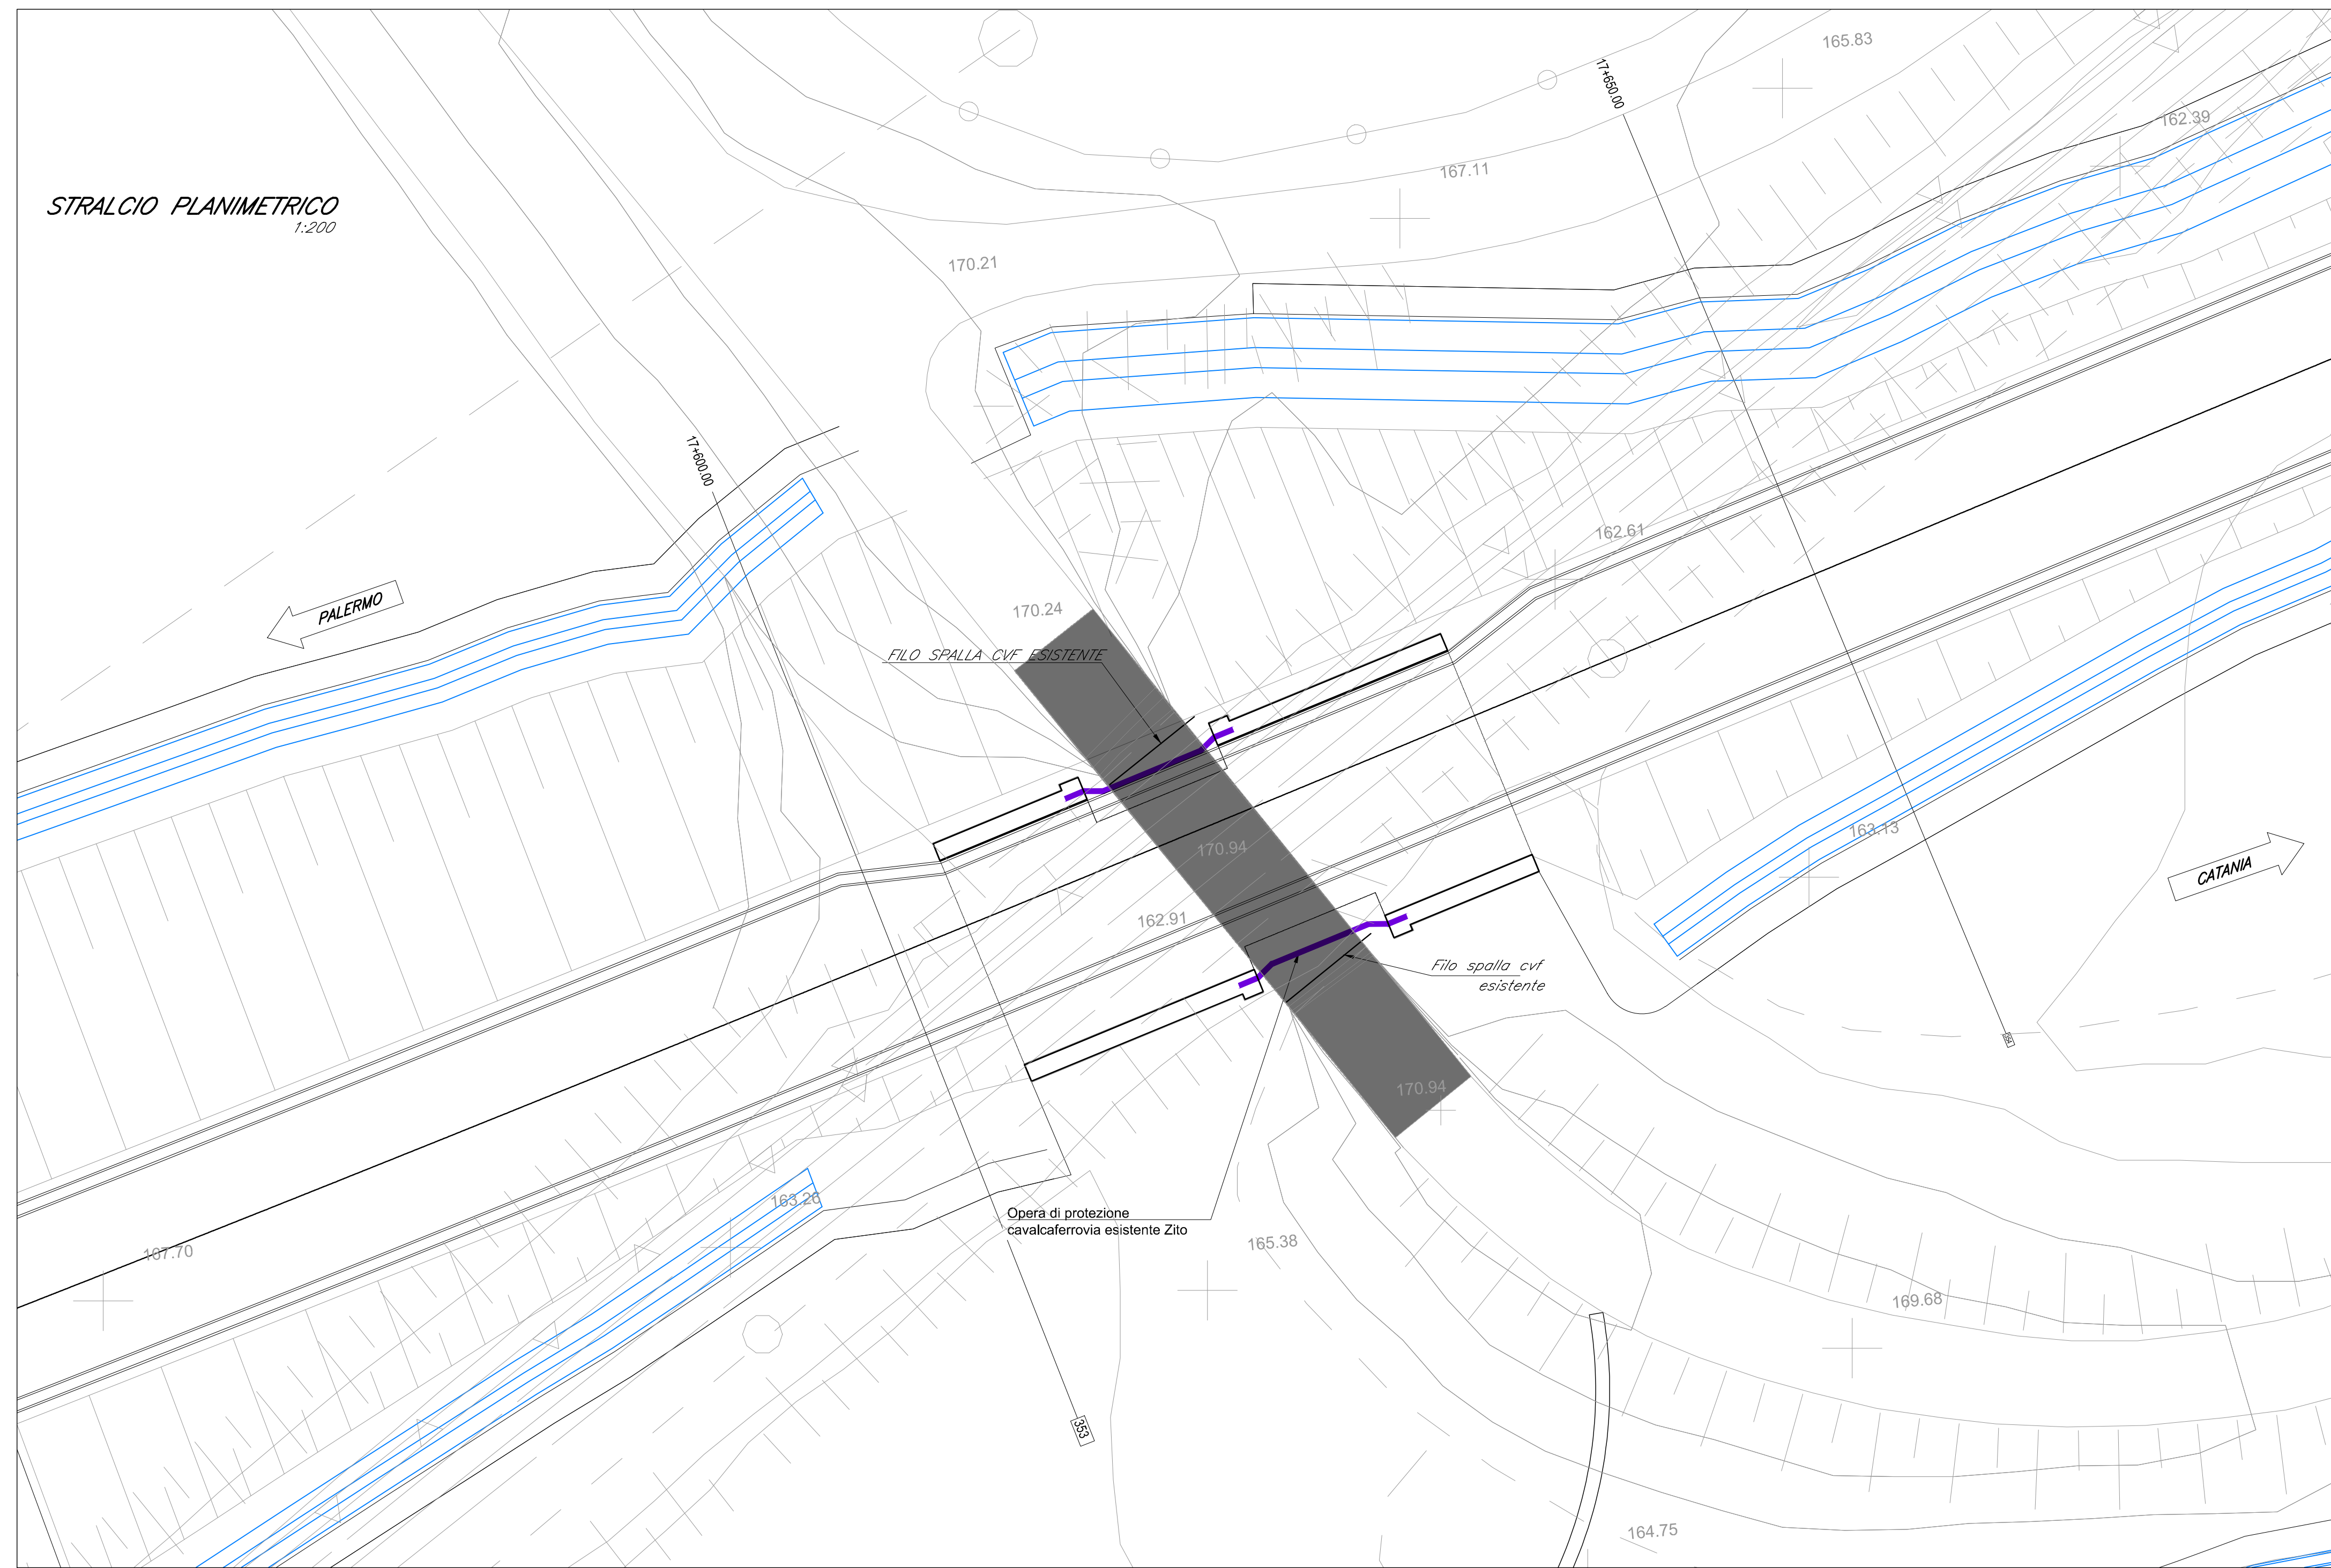 165.83
17+650.00
162.39
167.11
STRALCIO PLANIMETRICO
1:200
170.21
17+600.00
162.61
PALERMO
170.24
FILO SPALLA CVF ESISTENTE
163.13
170.94
CATANIA
162.91
Filo spalla cvf
esistente
354
170.94
163.26
Opera di protezione
cavalcaferrovia esistente Zito
165.38
167.70
169.68
353
164.75